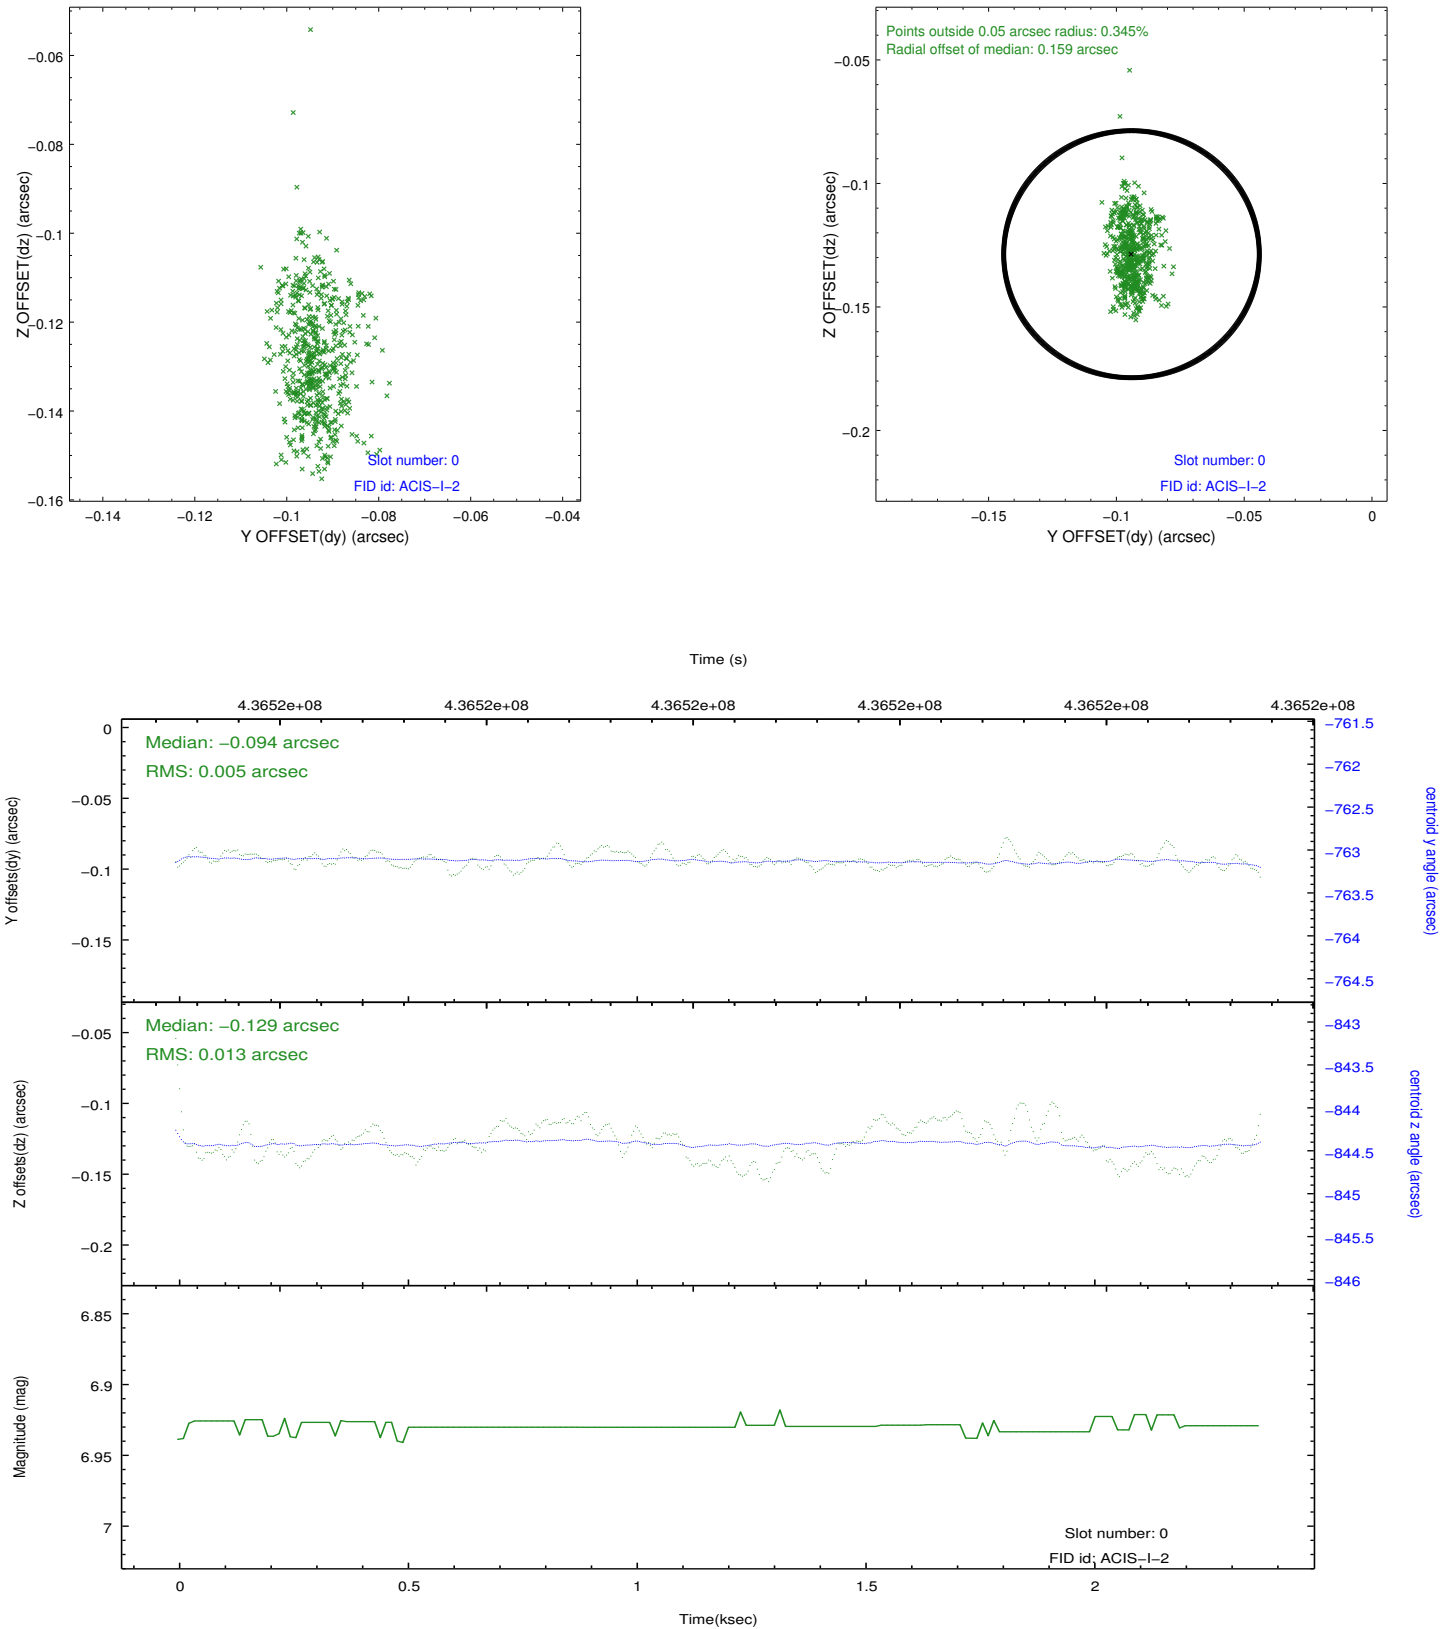 −0.06
−0.08
−0.1
−0.12
−0.14
−0.16
Z OFFSET(dz) (arcsec)
Slot number: 0
FID id: ACIS−I−2
−0.14
−0.12
−0.1
−0.08
−0.06
−0.04
Y OFFSET(dy) (arcsec)
Points outside 0.05 arcsec radius: 0.345%
Radial offset of median: 0.159 arcsec
−0.05
−0.1
−0.15
−0.2
Z OFFSET(dz) (arcsec)
Slot number: 0
FID id: ACIS−I−2
−0.15
−0.1
−0.05
0
Y OFFSET(dy) (arcsec)
Time (s)
4.3652e+08
4.3652e+08
4.3652e+08
4.3652e+08
4.3652e+08
4.3652e+08
Median: −0.094 arcsec
RMS: 0.005 arcsec
0
−0.05
−0.1
−0.15
Y offsets(dy) (arcsec)
−761.5
−762
−762.5
−763
−763.5
−764
−764.5
centroid y angle (arcsec)
Median: −0.129 arcsec
RMS: 0.013 arcsec
−0.05
−0.1
−0.15
−0.2
Z offsets(dz) (arcsec)
−843
−843.5
−844
−844.5
−845
−845.5
−846
centroid z angle (arcsec)
6.85
6.9
6.95
7
Magnitude (mag)
Slot number: 0
FID id: ACIS−I−2
0
0.5
1
1.5
2
Time(ksec)